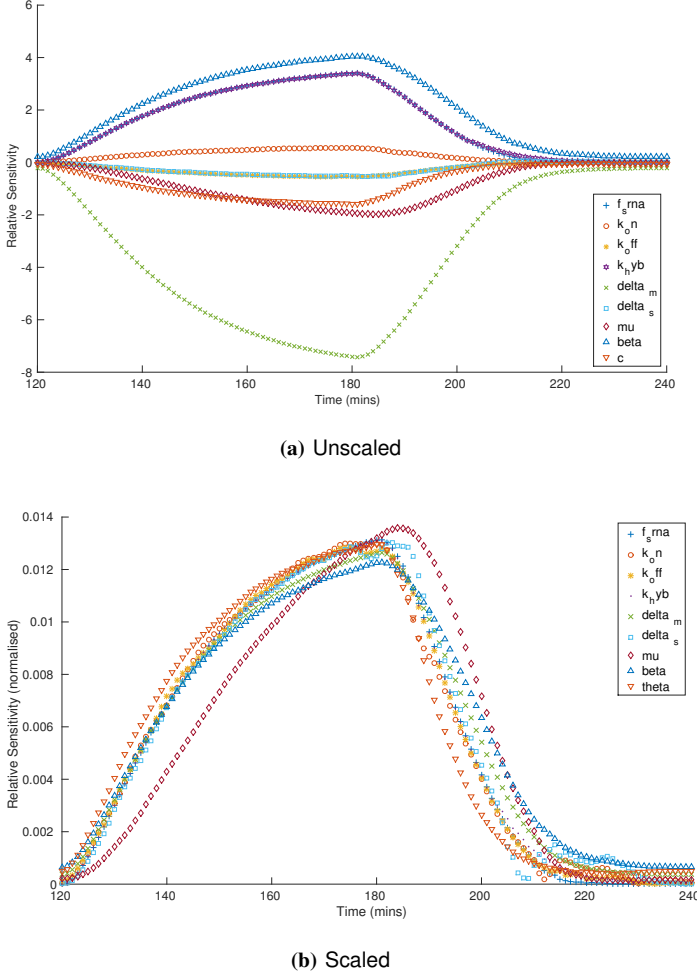 6
4
2
0
-2
-4
-6
-8
Relative Sensitivity
120 140 160 180 200 220 240
Time (mins)
f_srna
k_on
k_off
k_hyb
delta_m
delta_s
mu
beta
c
(a) Unscaled
0.014
0.012
0.01
0.008
0.006
0.004
0.002
0
Relative Sensitivity (normalised)
120 140 160 180 200 220 240
Time (mins)
f_srna
k_on
k_off
k_hyb
delta_m
delta_s
mu
beta
theta
(b) Scaled